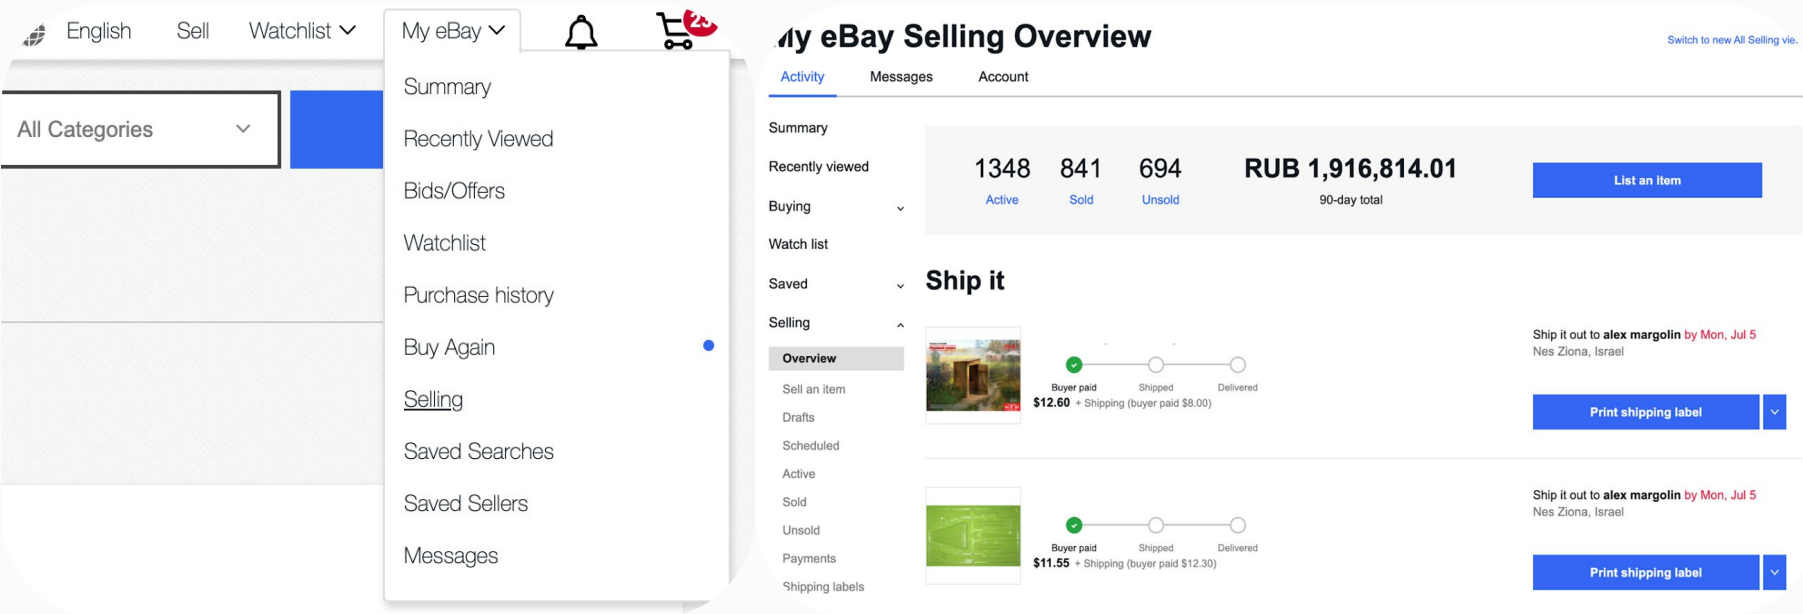 English Sell Watchlist My eBay 23
All Categories
Summary
Recently Viewed
Bids/Offers
Watchlist
Purchase history
Buy Again
Selling
Saved Searches
Saved Sellers
Messages
My eBay Selling Overview
Switch to new All Selling vie.
Activity Messages Account
Summary
Recently viewed
Buying
Watch list
Saved
Selling
Overview
Sell an item
Drafts
Scheduled
Active
Sold
Unsold
Payments
Shipping labels
1348 841 694 RUB 1,916,814.01
Active Sold Unsold 90-day total
List an item
Ship it
Buyer paid Shipped Delivered
$12.60 + Shipping (buyer paid $8.00)
Ship it out to alex margolin by Mon, Jul 5
Nes Ziona, Israel
Print shipping label
Buyer paid Shipped Delivered
$11.55 + Shipping (buyer paid $12.30)
Ship it out to alex margolin by Mon, Jul 5
Nes Ziona, Israel
Print shipping label